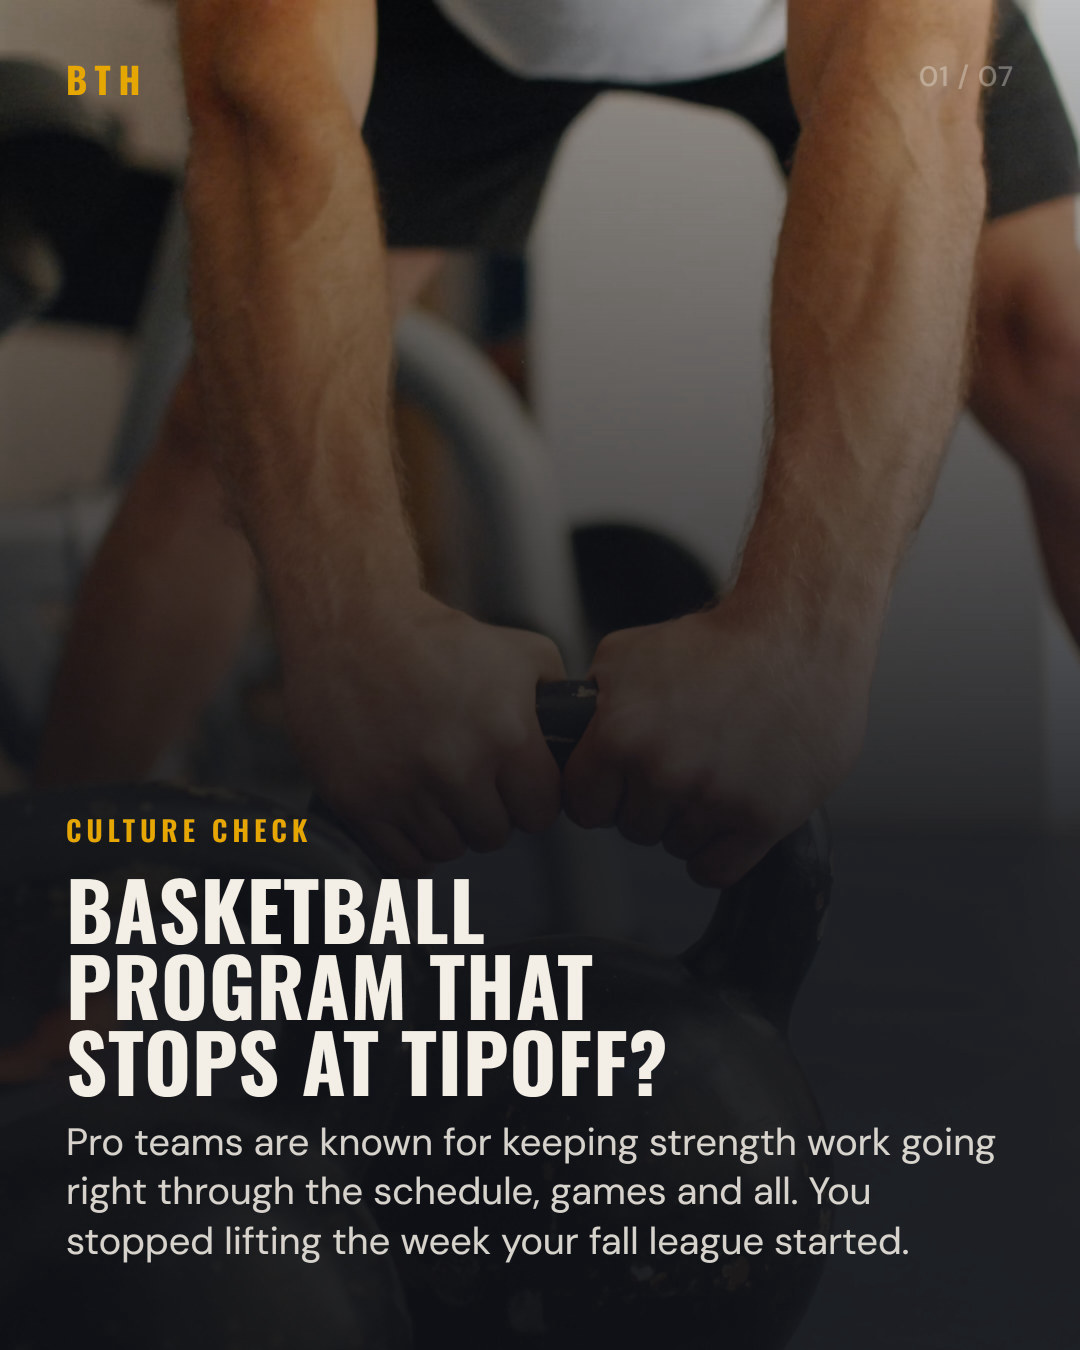 BTH
01 / 07
CULTURE CHECK
BASKETBALL
PROGRAM THAT
STOPS AT TIPOFF?
Pro teams are known for keeping strength work going
right through the schedule, games and all. You
stopped lifting the week your fall league started.